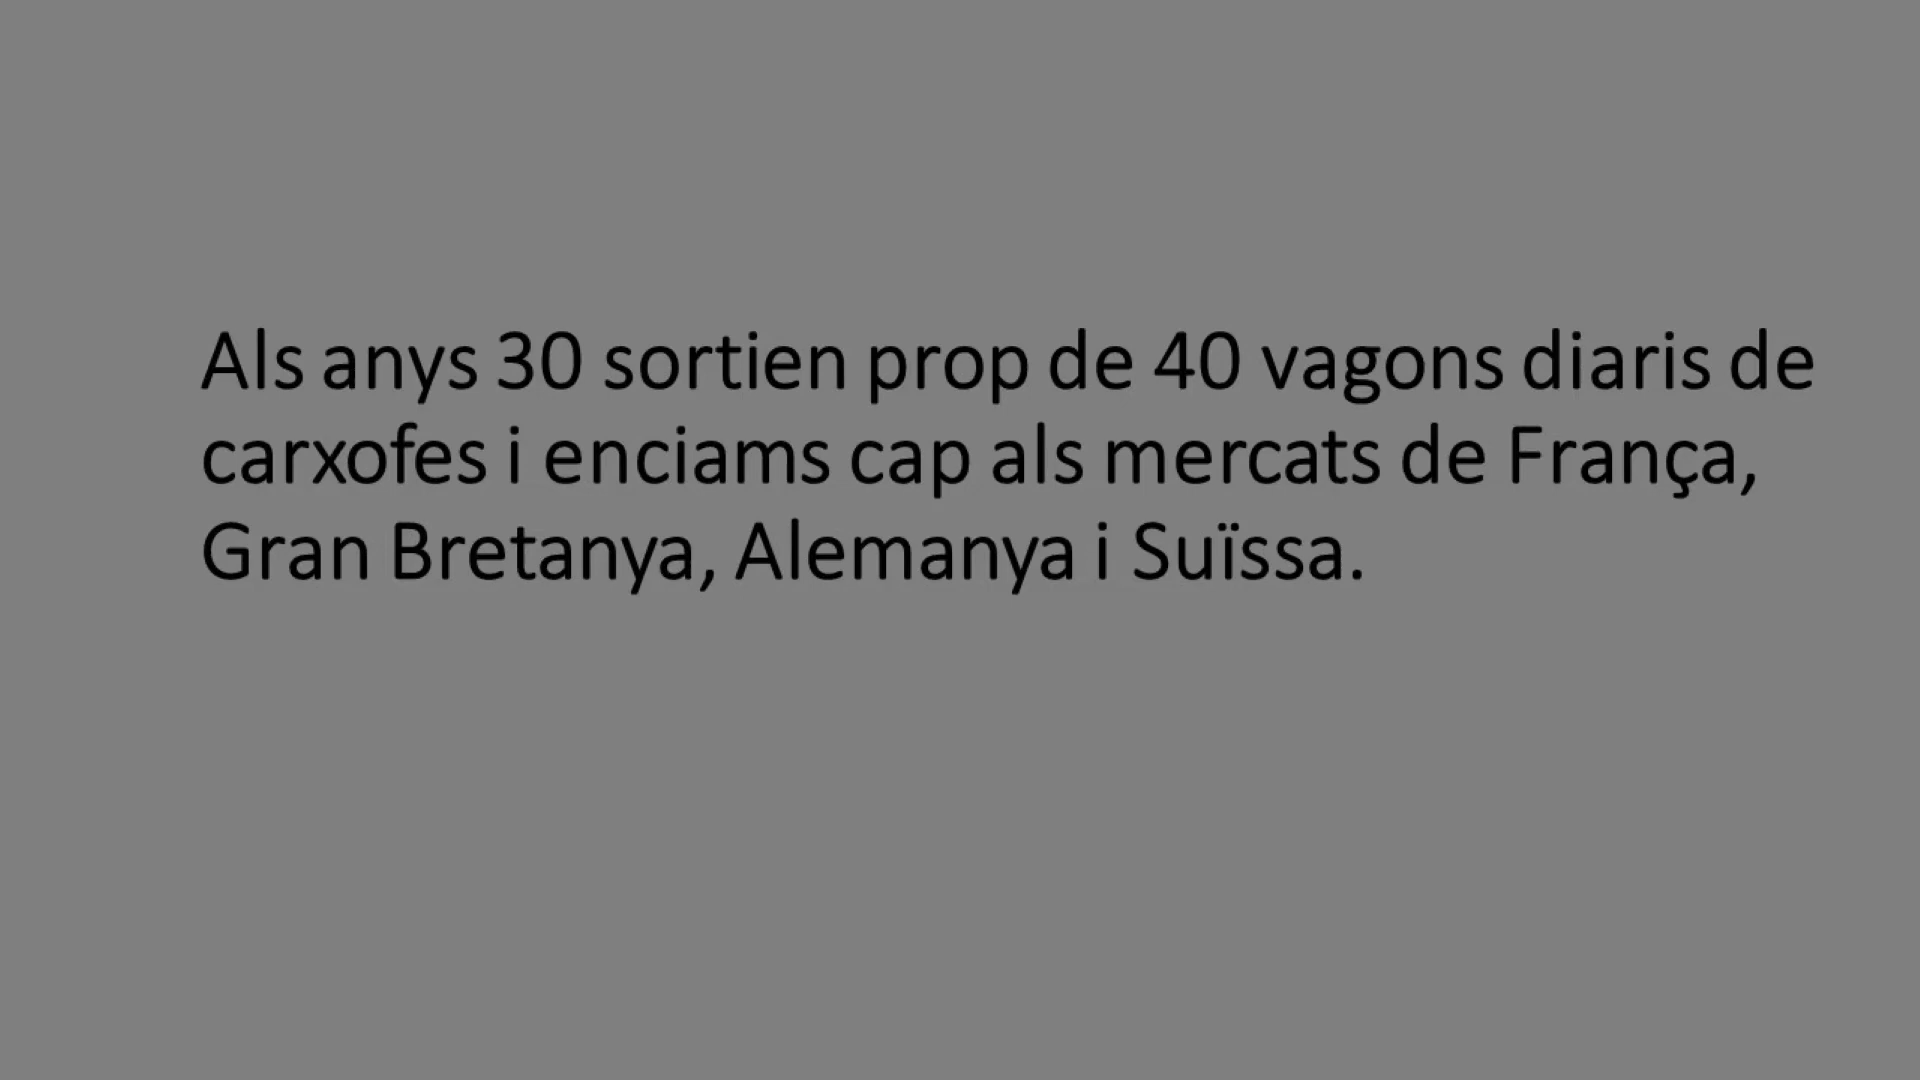 Als anys 30 sortien prop de 40 vagons diaris de
carxofes i enciams cap als mercats de França,
Gran Bretanya, Alemanya i Suïssa.